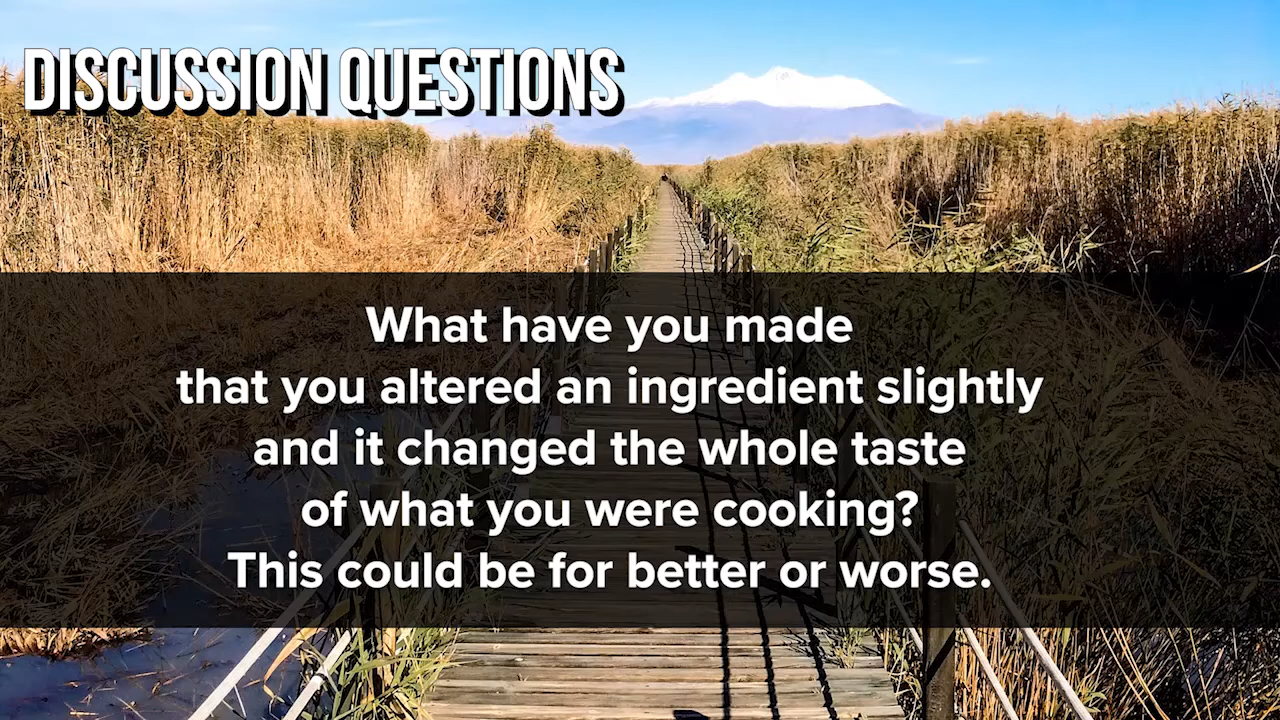 DISCUSSION QUESTIONS
What have you made
that you altered an ingredient slightly
and it changed the whole taste
of what you were cooking?
This could be for better or worse.